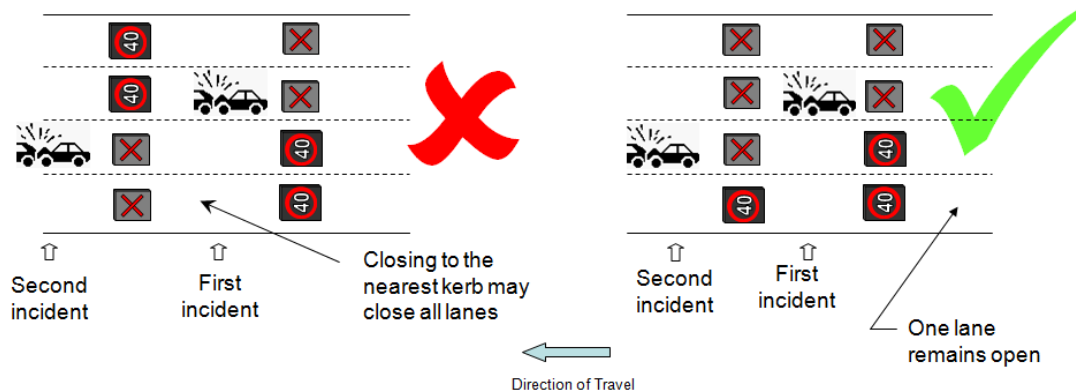 40
40
40
40
Second
incident
First
incident
Closing to the
nearest kerb may
close all lanes
40
40
40
Second
incident
First
incident
One lane
remains open
Direction of Travel